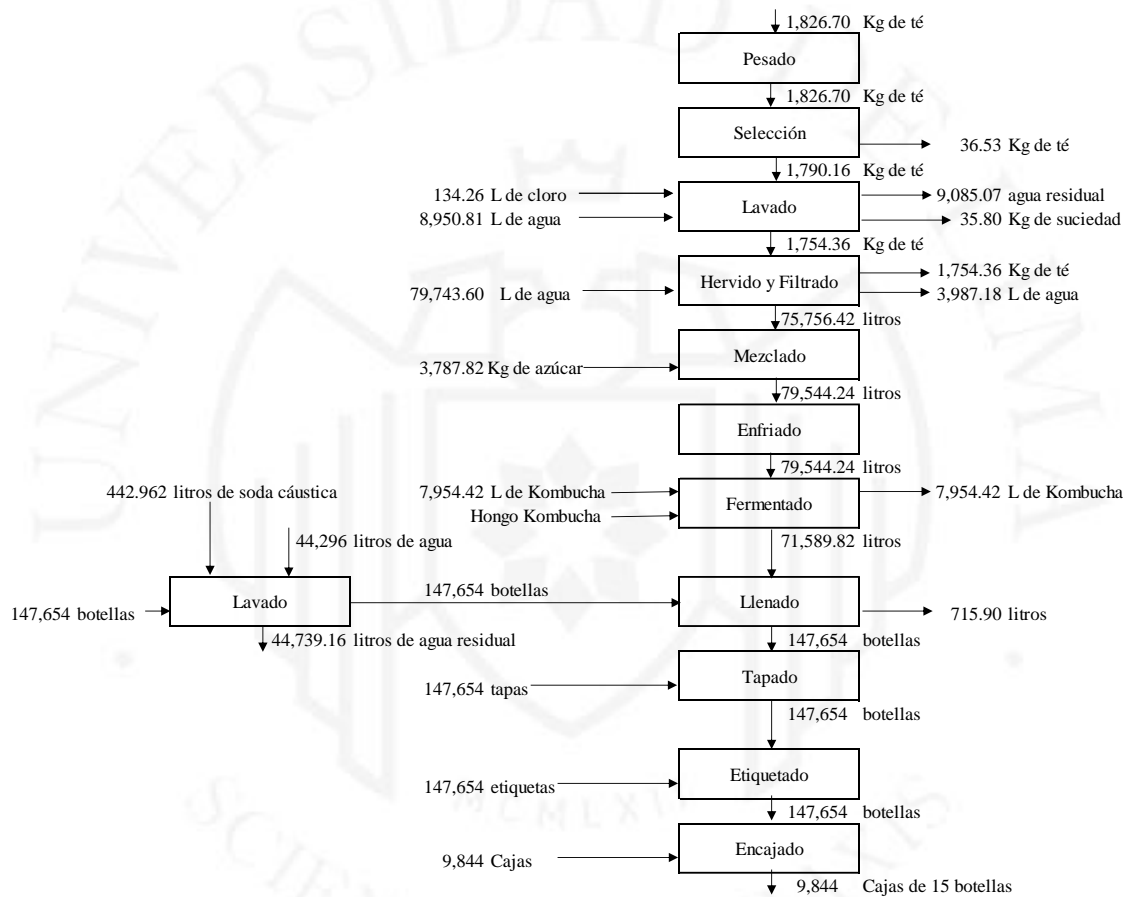 1,826.70 Kg de té
Pesado
1,826.70 Kg de té
Selección
36.53 Kg de té
1,790.16 Kg de té
134.26 L de cloro
9,085.07 agua residual
Lavado
8,950.81 L de agua
35.80 Kg de suciedad
1,754.36 Kg de té
1,754.36 Kg de té
Hervido y Filtrado
79,743.60 L de agua
3,987.18 L de agua
75,756.42 litros
Mezclado
3,787.82 Kg de azúcar
79,544.24 litros
Enfriado
79,544.24 litros
442.962 litros de soda cáustica
7,954.42 L de Kombucha
7,954.42 L de Kombucha
Fermentado
Hongo Kombucha
44,296 litros de agua
71,589.82 litros
147,654 botellas
Lavado
147,654 botellas
Llenado
715.90 litros
44,739.16 litros de agua residual
147,654 botellas
Tapado
147,654 tapas
147,654 botellas
Etiquetado
147,654 etiquetas
147,654 botellas
Encajado
9,844 Cajas
9,844 Cajas de 15 botellas
UNIVERSIDAD DE LIMA
MCMLXII